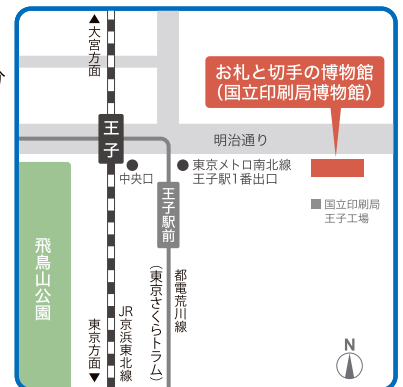 ▲大宮方面
お札と切手の博物館
(国立印刷局博物館)
王子
明治通り
中央口
東京メトロ南北線
王子駅1番出口
王子駅前
国立印刷局
王子工場
飛鳥山公園
都電荒川線
(東京さくらトラム)
JR京浜東北線
東京方面▼
N
分